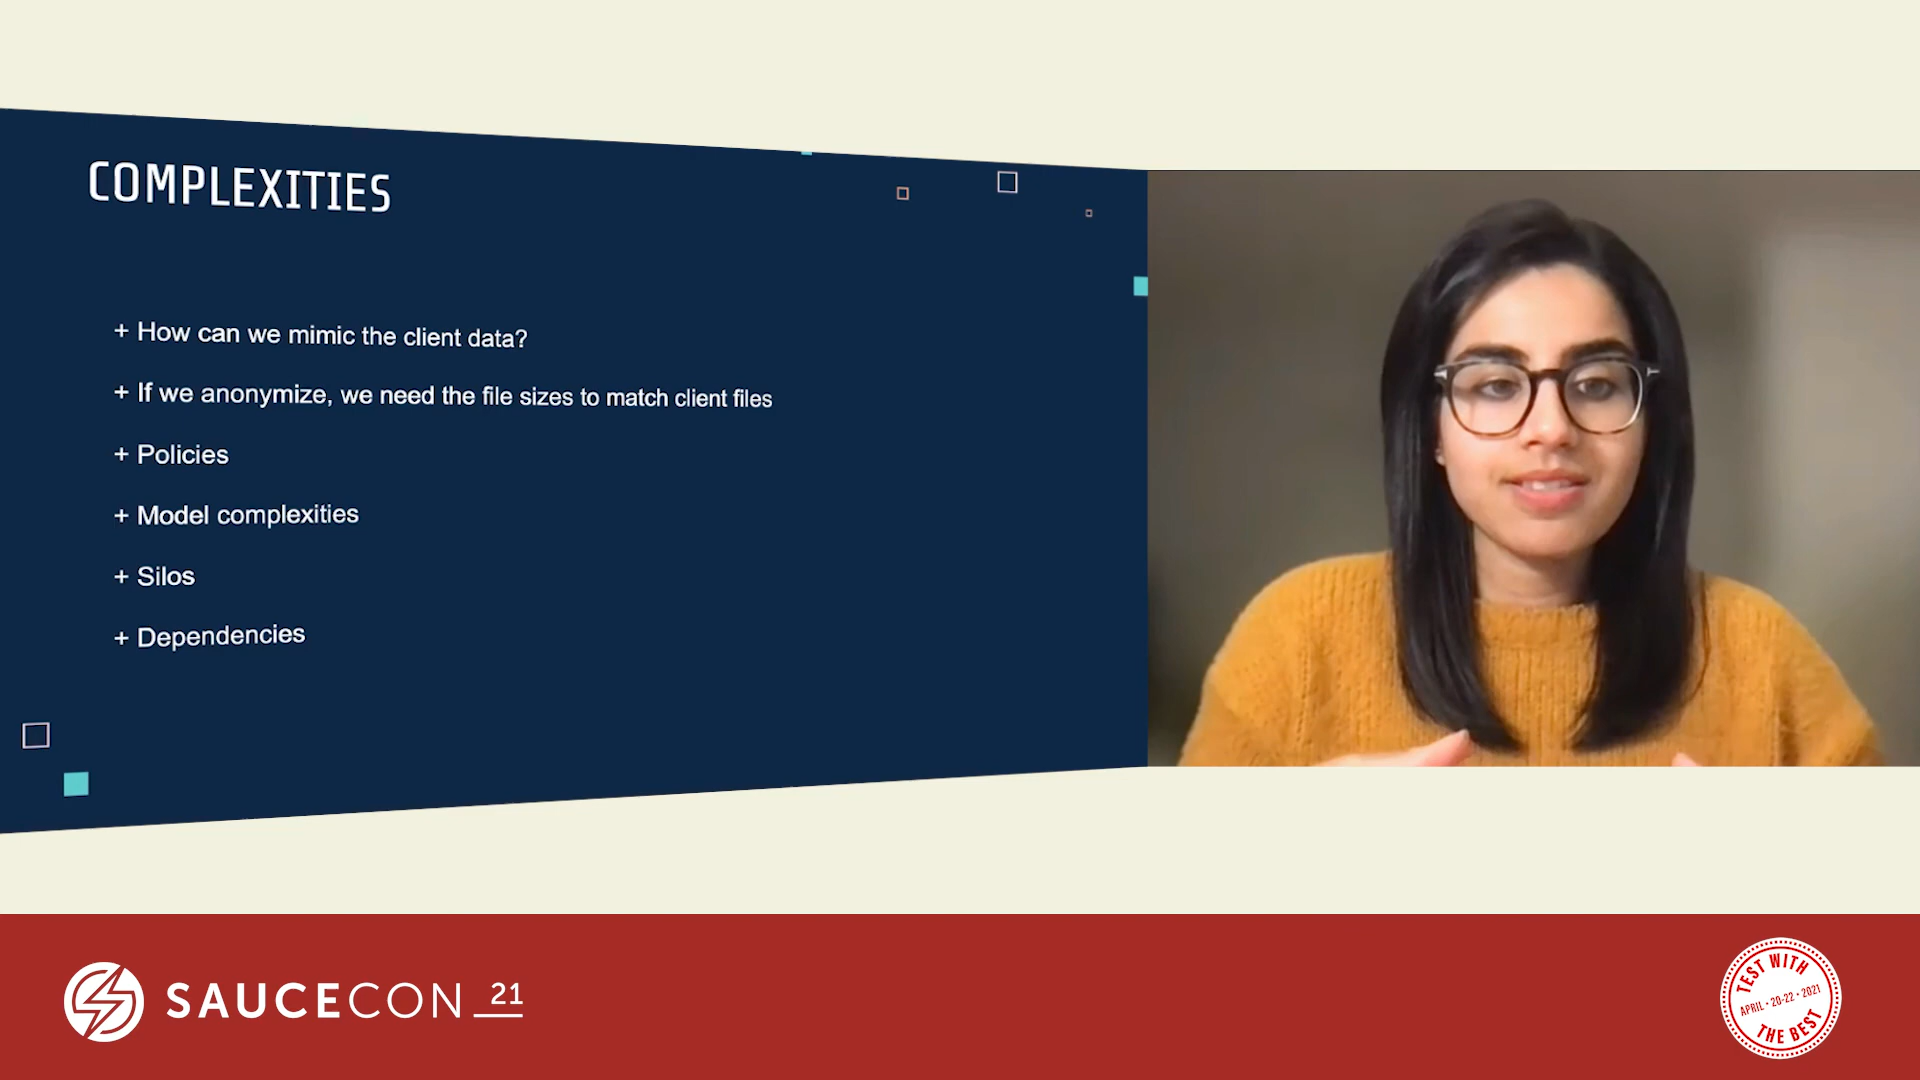 COMPLEXITIES
+ How can we mimic the client data?
+ If we anonymize, we need the file sizes to match client files
+ Policies
+ Model complexities
+ Silos
+ Dependencies
SAUCECON 21
TEST WITH
APRIL • 20-22 • 2021
THE BEST